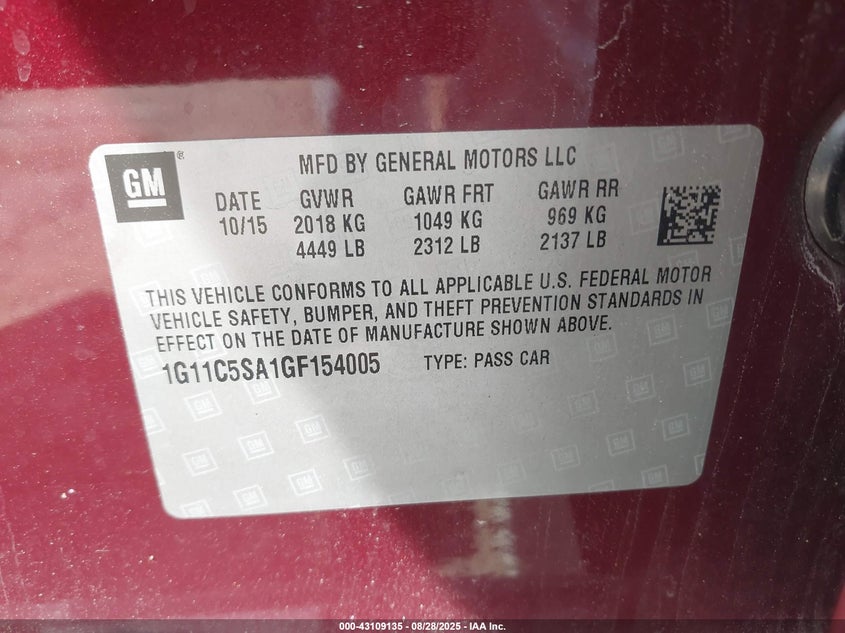 GM ® MFD BY GENERAL MOTORS LLC
DATE GVWR GAWR FRT GAWR RR
10/15 2018 KG 1049 KG 969 KG
4449 LB 2312 LB 2137 LB
THIS VEHICLE CONFORMS TO ALL APPLICABLE U.S. FEDERAL MOTOR
VEHICLE SAFETY, BUMPER, AND THEFT PREVENTION STANDARDS IN
EFFECT ON THE DATE OF MANUFACTURE SHOWN ABOVE.
1G11C5SA1GF154005 TYPE: PASS CAR
000-43109135 - 08/28/2025 - IAA Inc.